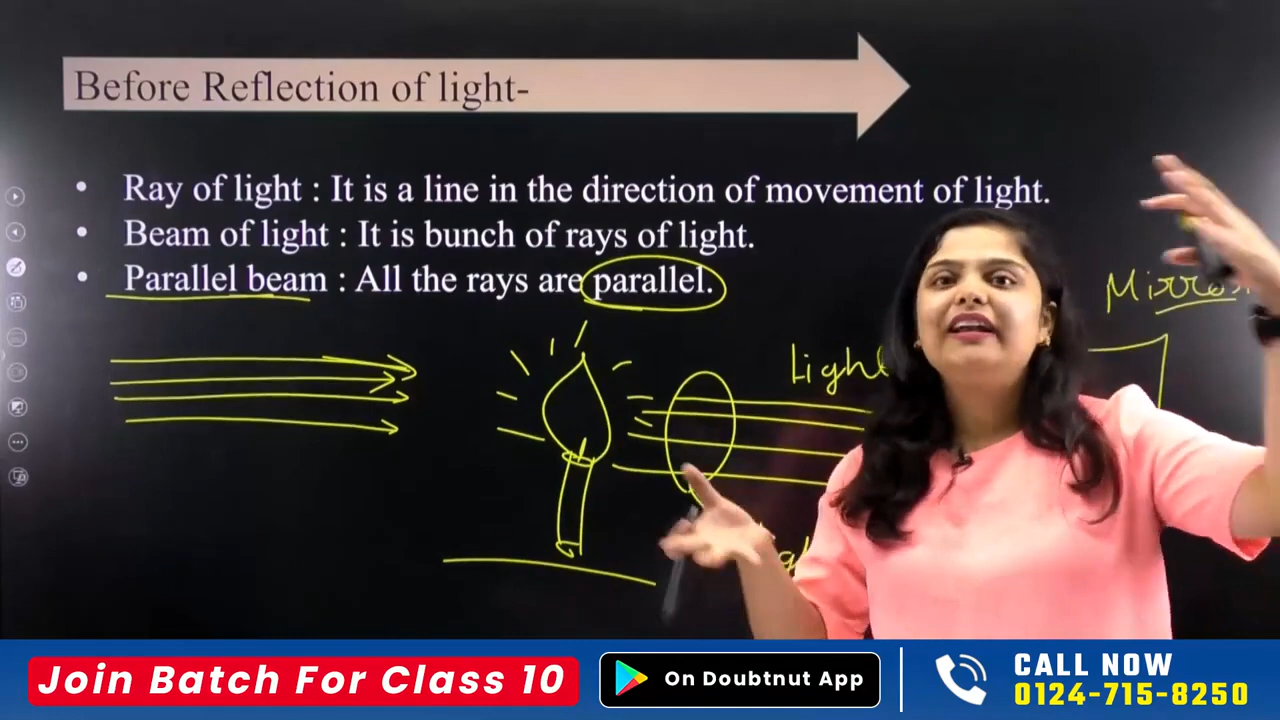 Before Reflection of light-
• Ray of light : It is a line in the direction of movement of light.
• Beam of light : It is bunch of rays of light.
• Parallel beam : All the rays are parallel.
Mirror
Light
Join Batch For Class 10
On Doubtnut App
CALL NOW
0124-715-8250